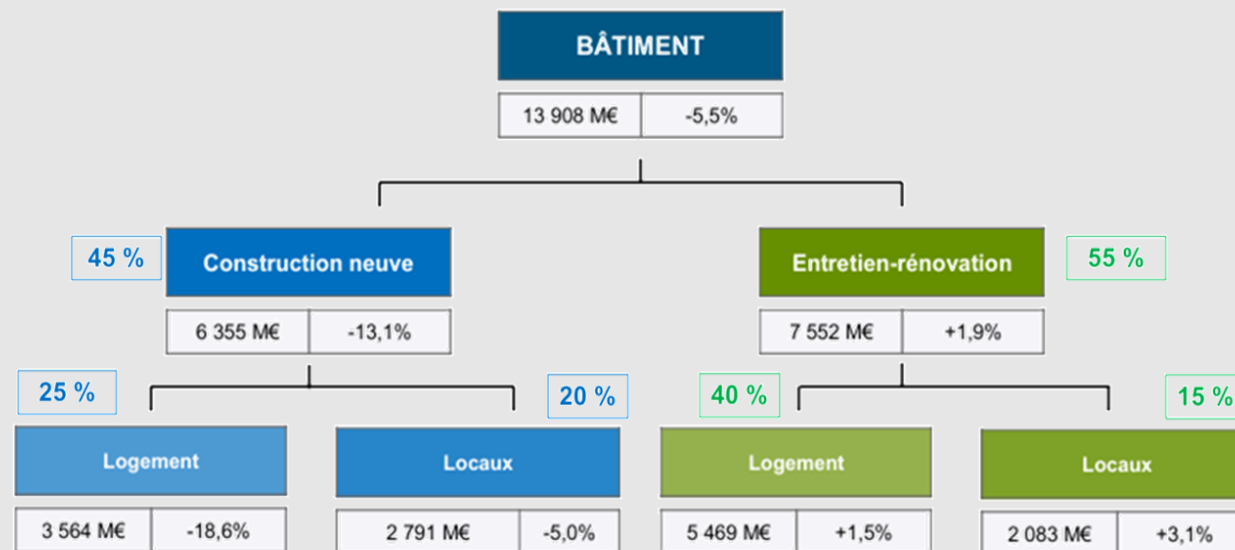 BÂTIMENT
13 908 M€ -5,5%
45 % Construction neuve Entretien-rénovation 55 %
6 355 M€ -13,1% 7 552 M€ +1,9%
25 % 20 % 40 % 15 %
Logement Locaux Logement Locaux
3 564 M€ -18,6% 2 791 M€ -5,0% 5 469 M€ +1,5% 2 083 M€ +3,1%